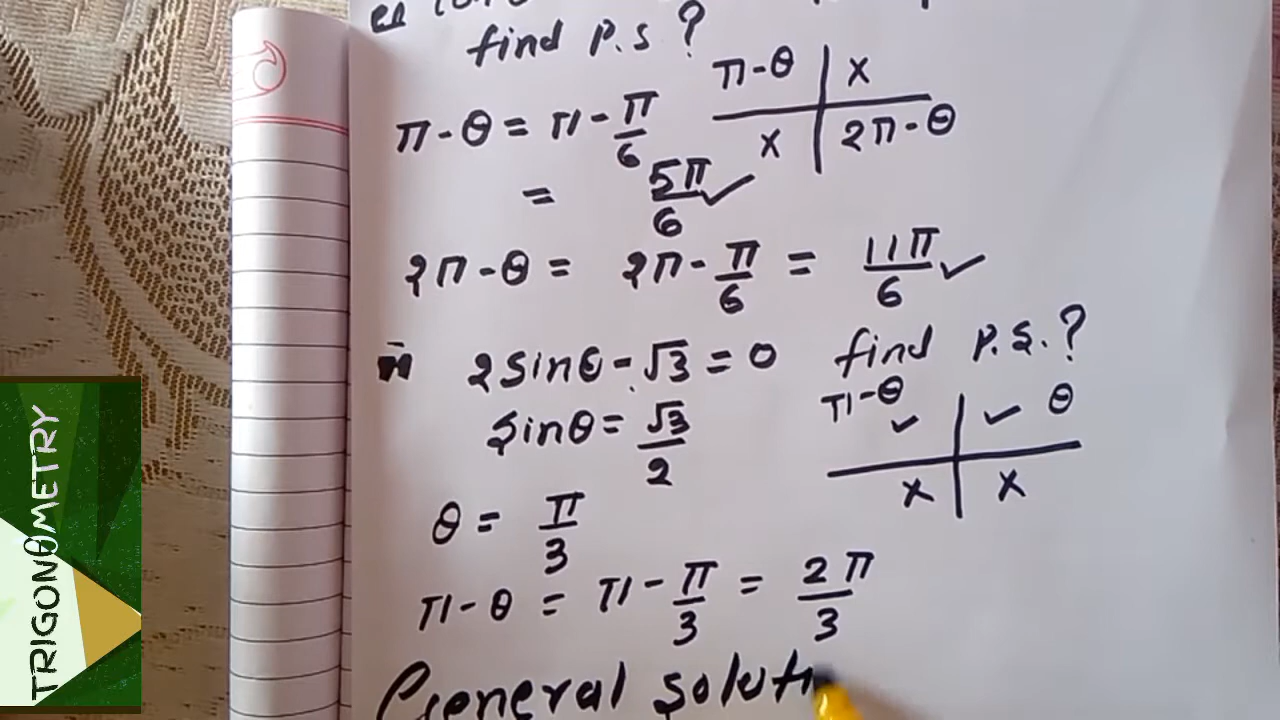 find P.S ?
π-θ | x
x | 2π-θ
π-θ = π - π/6
= 5π/6 ✓
2π-θ = 2π - π/6 = 11π/6 ✓
2sinθ - √3 = 0 find P.S. ?
sinθ = √3/2
π-θ ✓ | ✓ θ
x | x
θ = π/3
π-θ = π - π/3 = 2π/3
General soluti
TRIGONθMETRY